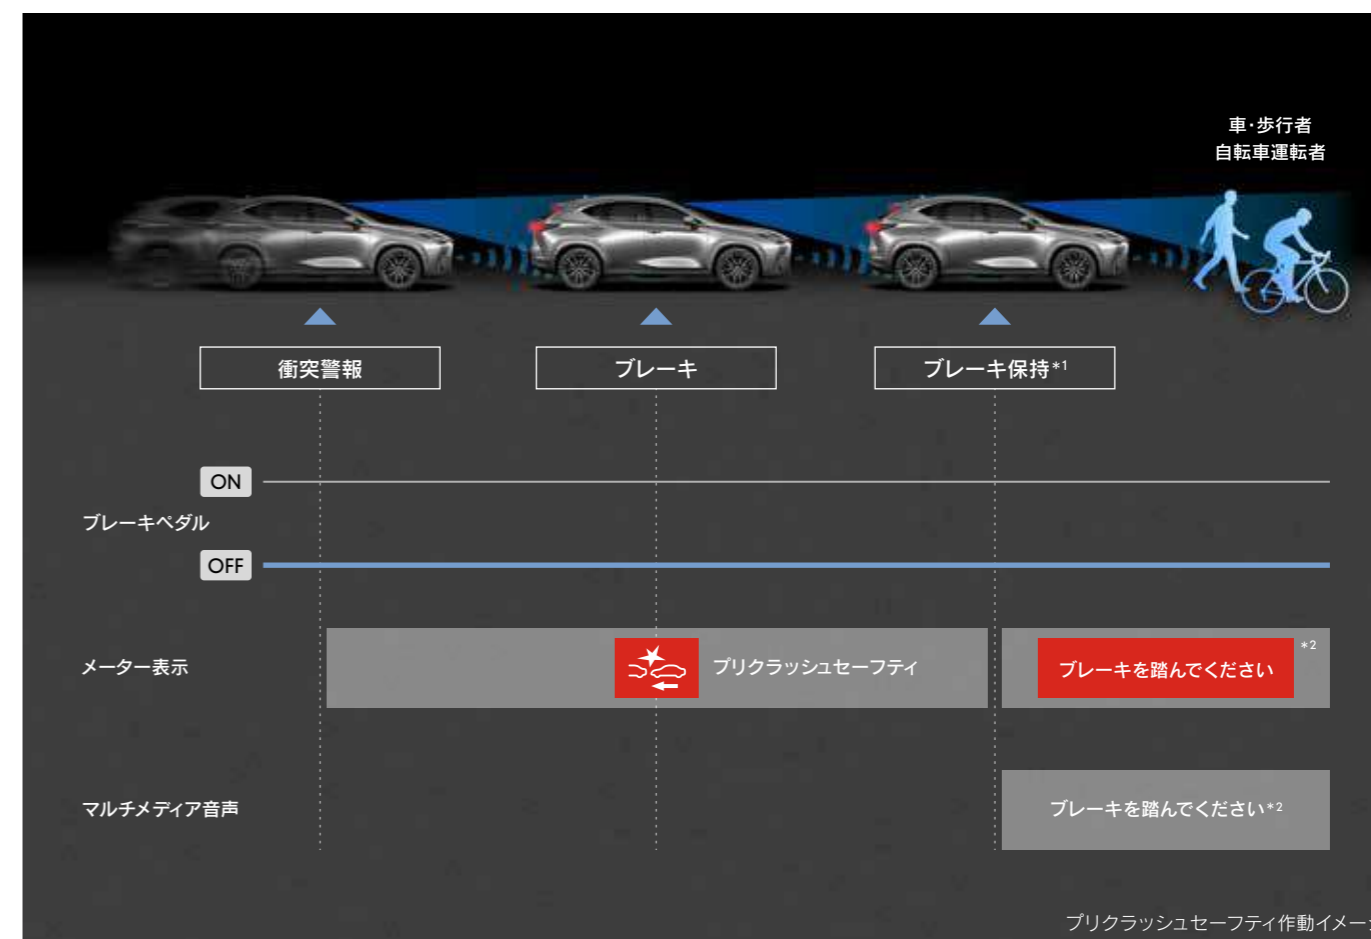 車・歩行者
自転車運転者
衝突警報
ブレーキ
ブレーキ保持*1
ON
ブレーキペダル
OFF
メーター表示
プリクラッシュセーフティ
ブレーキを踏んでください
*2
マルチメディア音声
ブレーキを踏んでください*2
プリクラッシュセーフティ作動イメー